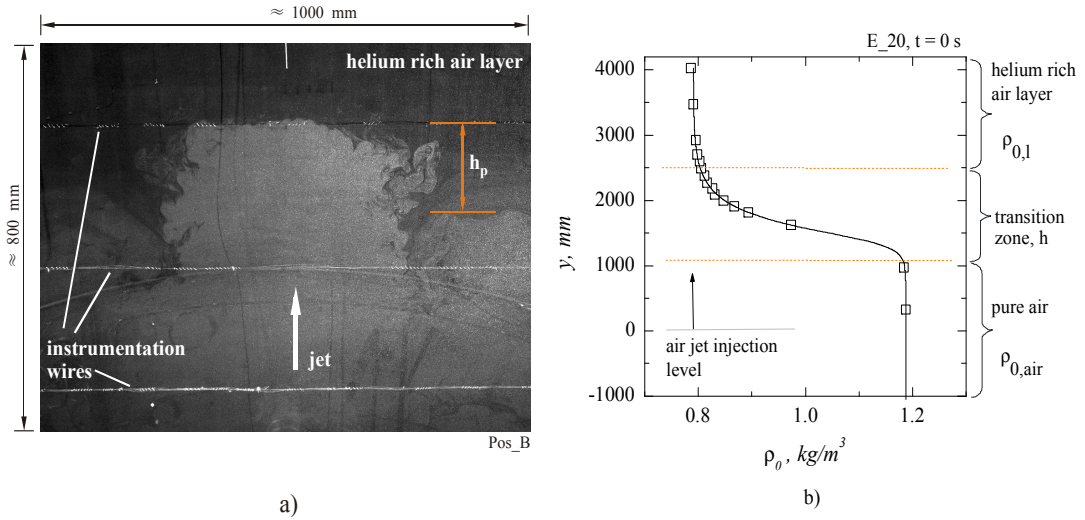 ≈ 1000 mm
≈ 800 mm
helium rich air layer
h_p
instrumentation
wires
jet
Pos_B
a)
E_20, t = 0 s
4000
3000
2000
1000
0
-1000
y, mm
0.8 1.0 1.2
ρ_0 , kg/m^3
air jet injection
level
helium rich
air layer
ρ_0,l
transition
zone, h
pure air
ρ_0,air
b)